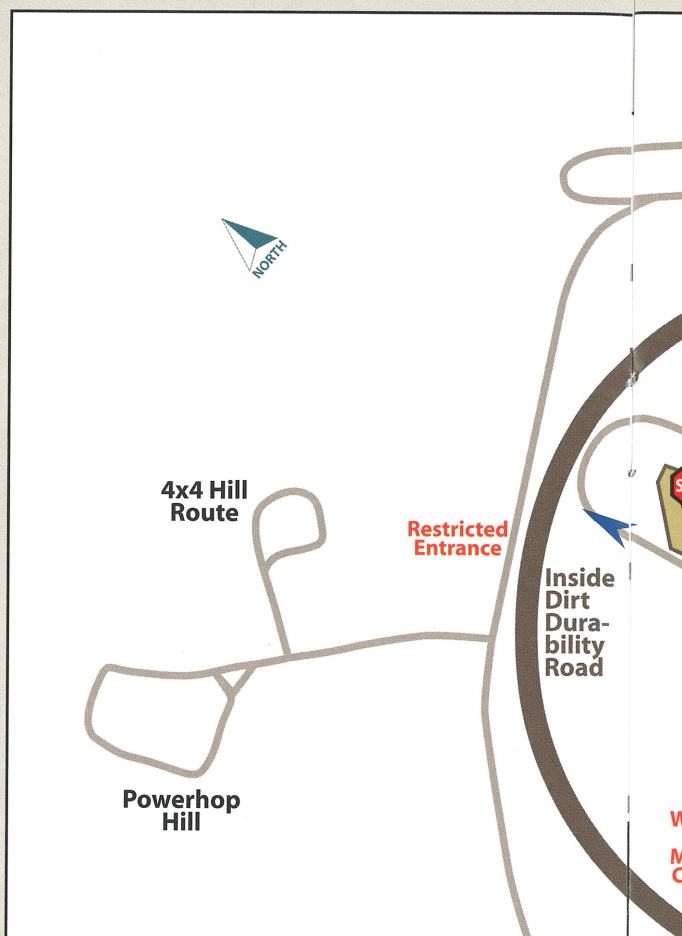 NORTH
4x4 Hill
Route
Restricted
Entrance
Inside
Dirt
Dura-
bility
Road
Powerhop
Hill